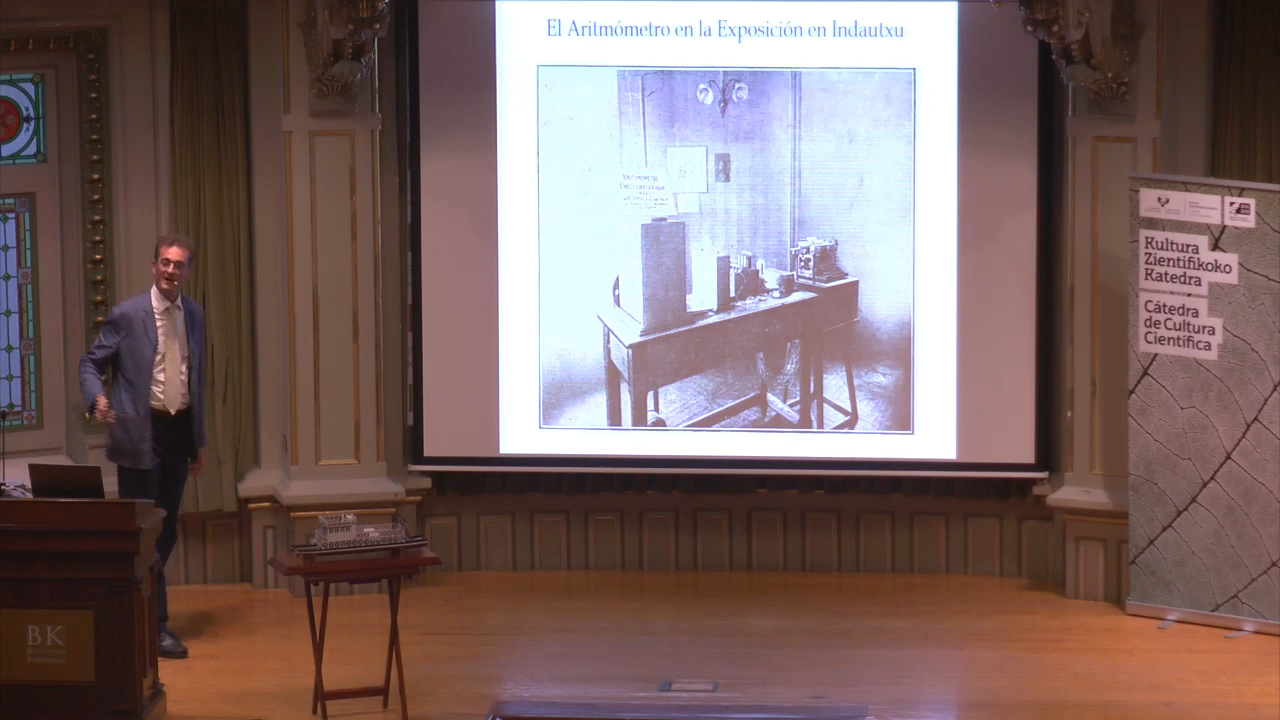 El Aritmómetro en la Exposición en Indautxu
Kultura
Zientifikoko
Katedra
Cátedra
de Cultura
Científica
BK